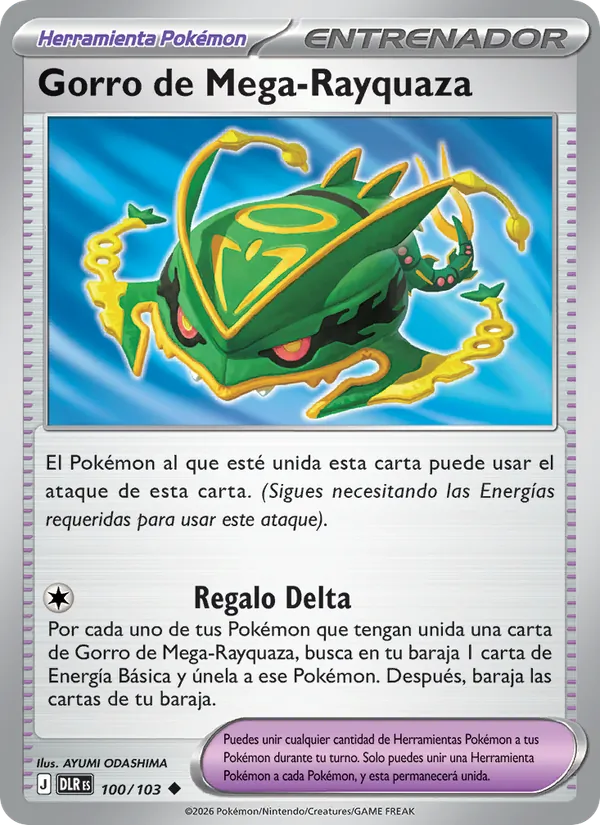 Herramienta Pokémon
ENTRENADOR
Gorro de Mega-Rayquaza
El Pokémon al que esté unida esta carta puede usar el
ataque de esta carta. (Sigues necesitando las Energías
requeridas para usar este ataque).
Regalo Delta
Por cada uno de tus Pokémon que tengan unida una carta
de Gorro de Mega-Rayquaza, busca en tu baraja 1 carta de
Energía Básica y únela a ese Pokémon. Después, baraja las
cartas de tu baraja.
Puedes unir cualquier cantidad de Herramientas Pokémon a tus
Pokémon durante tu turno. Solo puedes unir una Herramienta
Pokémon a cada Pokémon, y esta permanecerá unida.
Ilus. AYUMI ODASHIMA
J DLR ES 100/103
©2026 Pokémon/Nintendo/Creatures/GAME FREAK